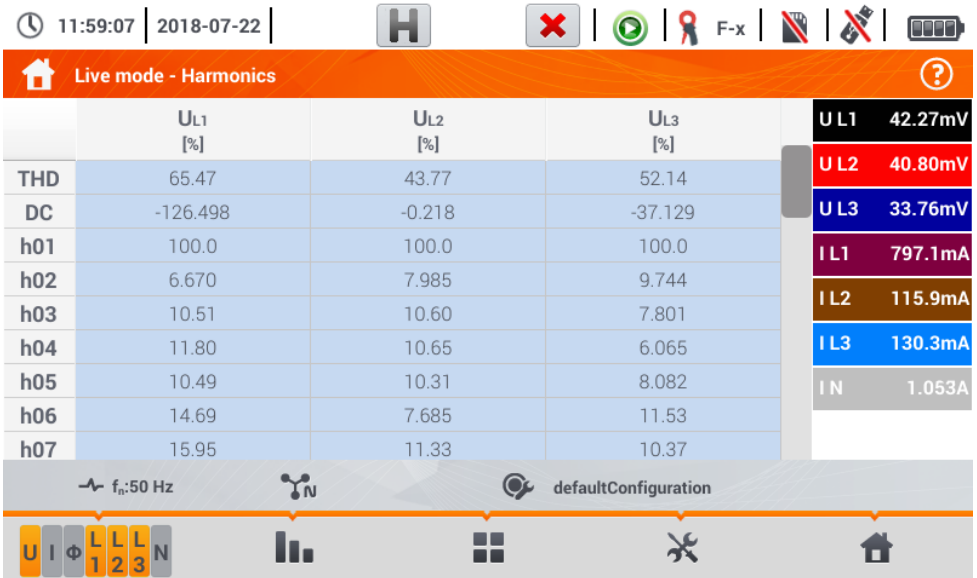 11:59:07 2018-07-22 H F-x
Live mode - Harmonics ?
UL1 UL2 UL3
[%] [%] [%]
THD 65.47 43.77 52.14
DC -126.498 -0.218 -37.129
h01 100.0 100.0 100.0
h02 6.670 7.985 9.744
h03 10.51 10.60 7.801
h04 11.80 10.65 6.065
h05 10.49 10.31 8.082
h06 14.69 7.685 11.53
h07 15.95 11.33 10.37
U L1 42.27mV
U L2 40.80mV
U L3 33.76mV
I L1 797.1mA
I L2 115.9mA
I L3 130.3mA
I N 1.053A
fn:50 Hz N defaultConfiguration
U I Φ L1 L2 L3 N